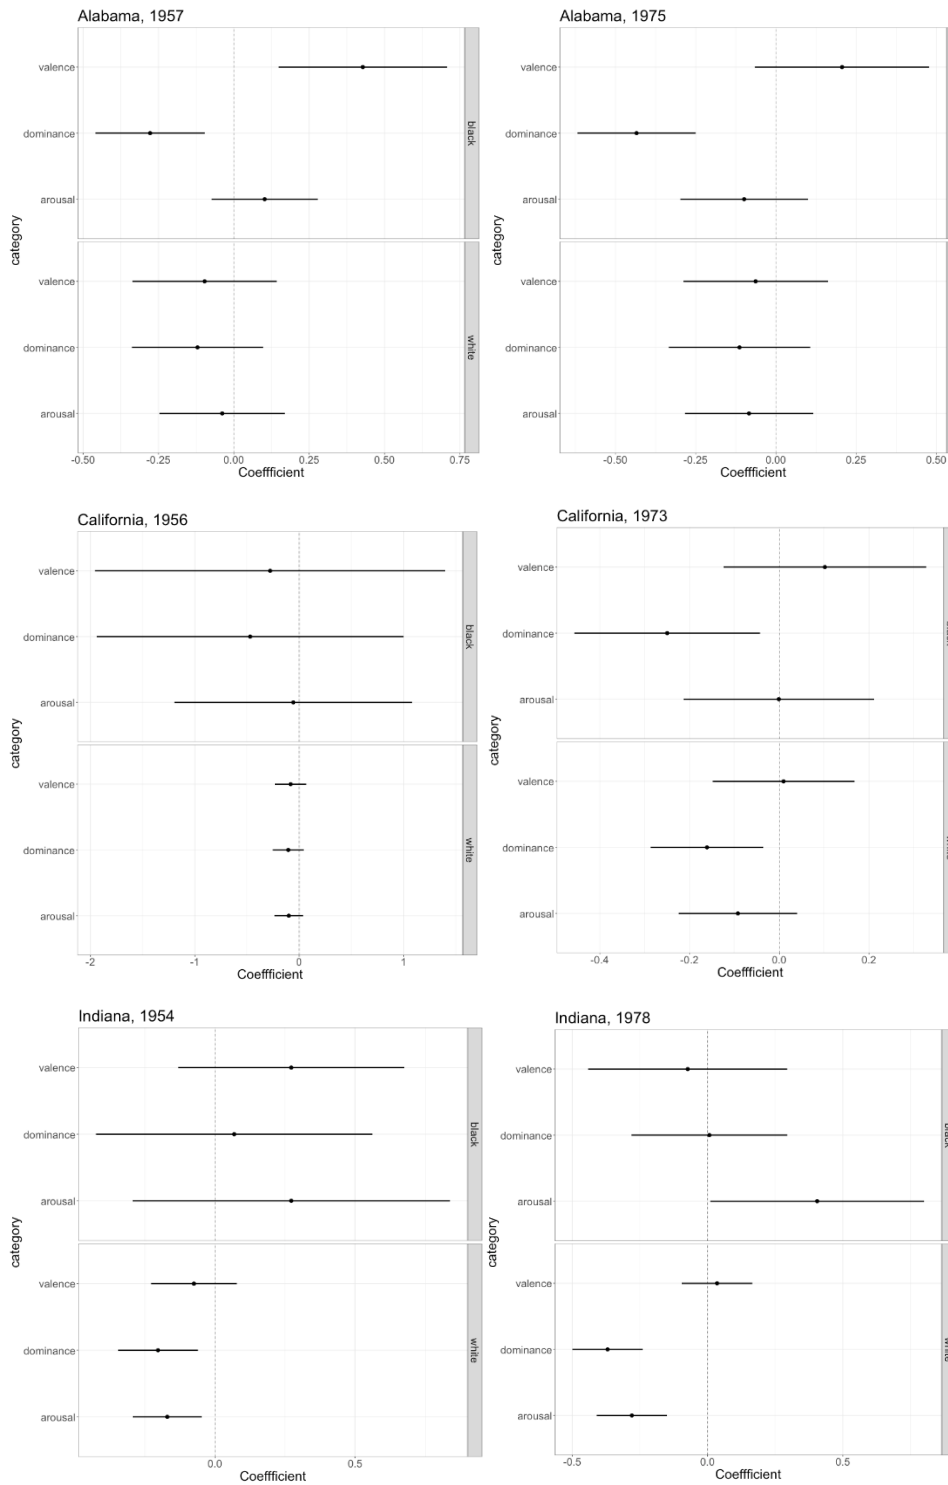 Alabama, 1957
valence
dominance
arousal
black
valence
dominance
arousal
white
category
-0.50 -0.25 0.00 0.25 0.50 0.75
Coeffficient
Alabama, 1975
valence
dominance
arousal
valence
dominance
arousal
category
-0.50 -0.25 0.00 0.25 0.50
Coeffficient
California, 1956
valence
dominance
arousal
black
valence
dominance
arousal
white
category
-2 -1 0 1
Coeffficient
California, 1973
valence
dominance
arousal
valence
dominance
arousal
category
-0.4 -0.2 0.0 0.2
Coeffficient
Indiana, 1954
valence
dominance
arousal
black
valence
dominance
arousal
white
category
0.0 0.5
Coeffficient
Indiana, 1978
valence
dominance
arousal
valence
dominance
arousal
category
-0.5 0.0 0.5
Coeffficient